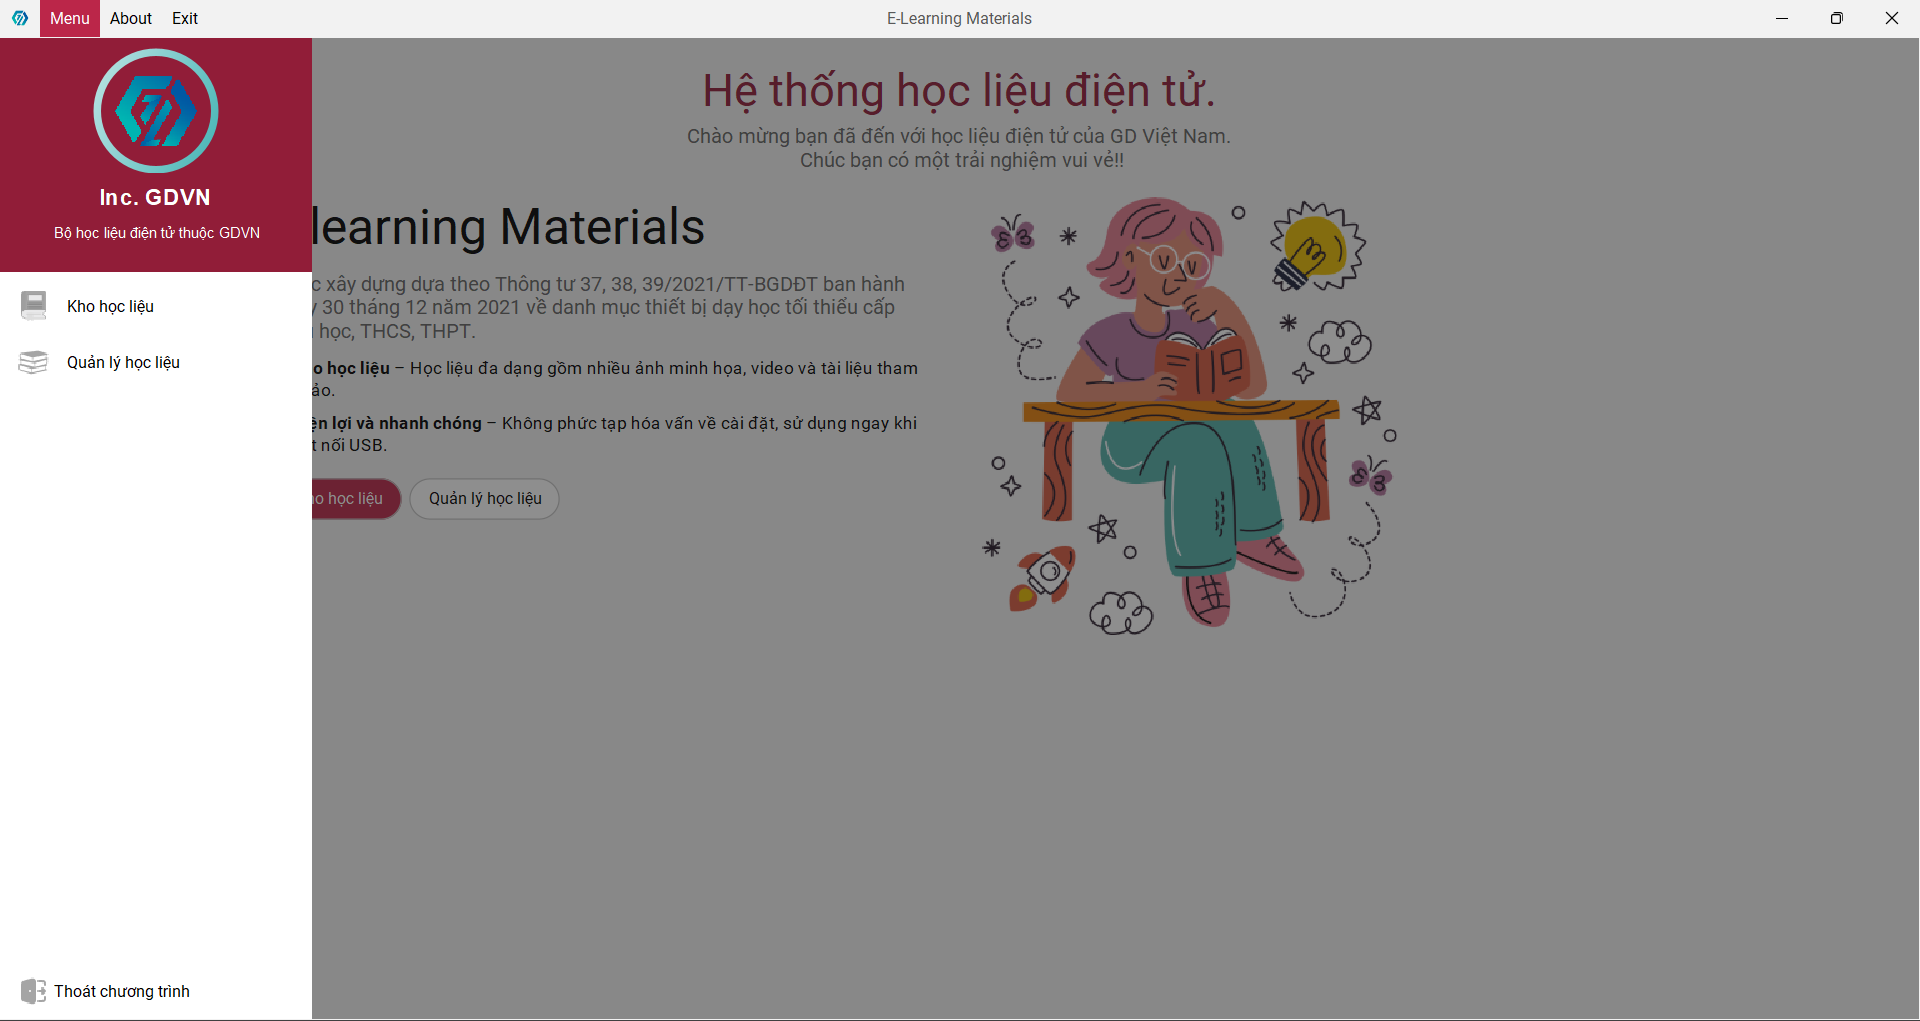 Menu About Exit
E-Learning Materials
Inc. GDVN
Bộ học liệu điện tử thuộc GDVN
Kho học liệu
Quản lý học liệu
Thoát chương trình
Hệ thống học liệu điện tử.
Chào mừng bạn đã đến với học liệu điện tử của GD Việt Nam.
Chúc bạn có một trải nghiệm vui vẻ!!
learning Materials
c xây dựng dựa theo Thông tư 37, 38, 39/2021/TT-BGDĐT ban hành
30 tháng 12 năm 2021 về danh mục thiết bị dạy học tối thiểu cấp
học, THCS, THPT.
o học liệu – Học liệu đa dạng gồm nhiều ảnh minh họa, video và tài liệu tham
ảo.
ện lợi và nhanh chóng – Không phức tạp hóa vấn về cài đặt, sử dụng ngay khi
t nối USB.
ho học liệu
Quản lý học liệu